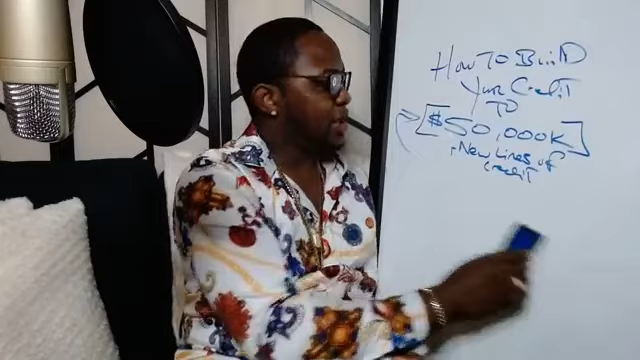 How To Build
Your Credit
To
[$50,000K]
New Lines of
Credit